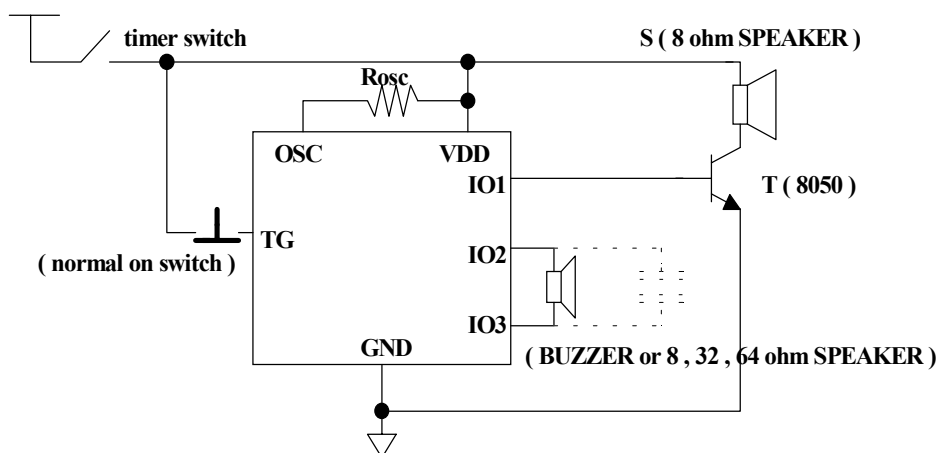 timer switch
S ( 8 ohm SPEAKER )
Rosc
OSC
VDD
IO1
T ( 8050 )
TG
IO2
( normal on switch )
IO3
GND
( BUZZER or 8 , 32 , 64 ohm SPEAKER )